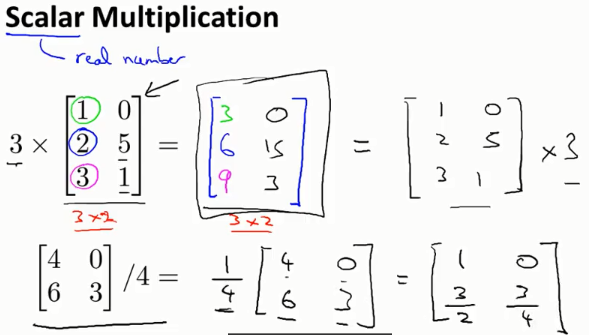 Scalar Multiplication
real number
3 × [1 0; 2 5; 3 1] = [3 0; 6 15; 9 3] = [1 0; 2 5; 3 1] × 3
3×2 3×2
[4 0; 6 3] /4 = 1/4 [4 0; 6 3] = [1 0; 3/2 3/4]